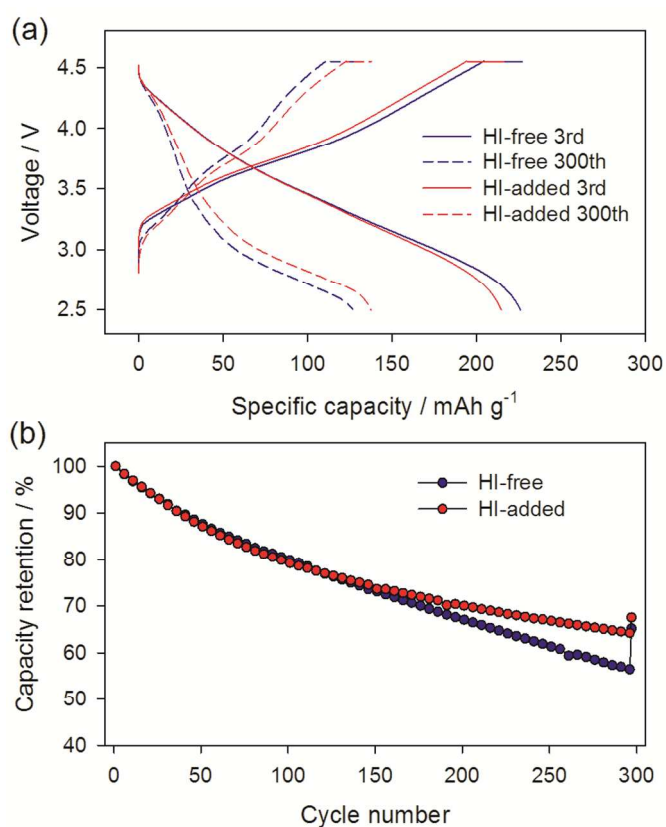 (a)
4.5
4.0
3.5
3.0
2.5
Voltage / V
HI-free 3rd
HI-free 300th
HI-added 3rd
HI-added 300th
0 50 100 150 200 250 300
Specific capacity / mAh g⁻¹
(b)
100
90
80
70
60
50
40
Capacity retention / %
HI-free
HI-added
0 50 100 150 200 250 300
Cycle number